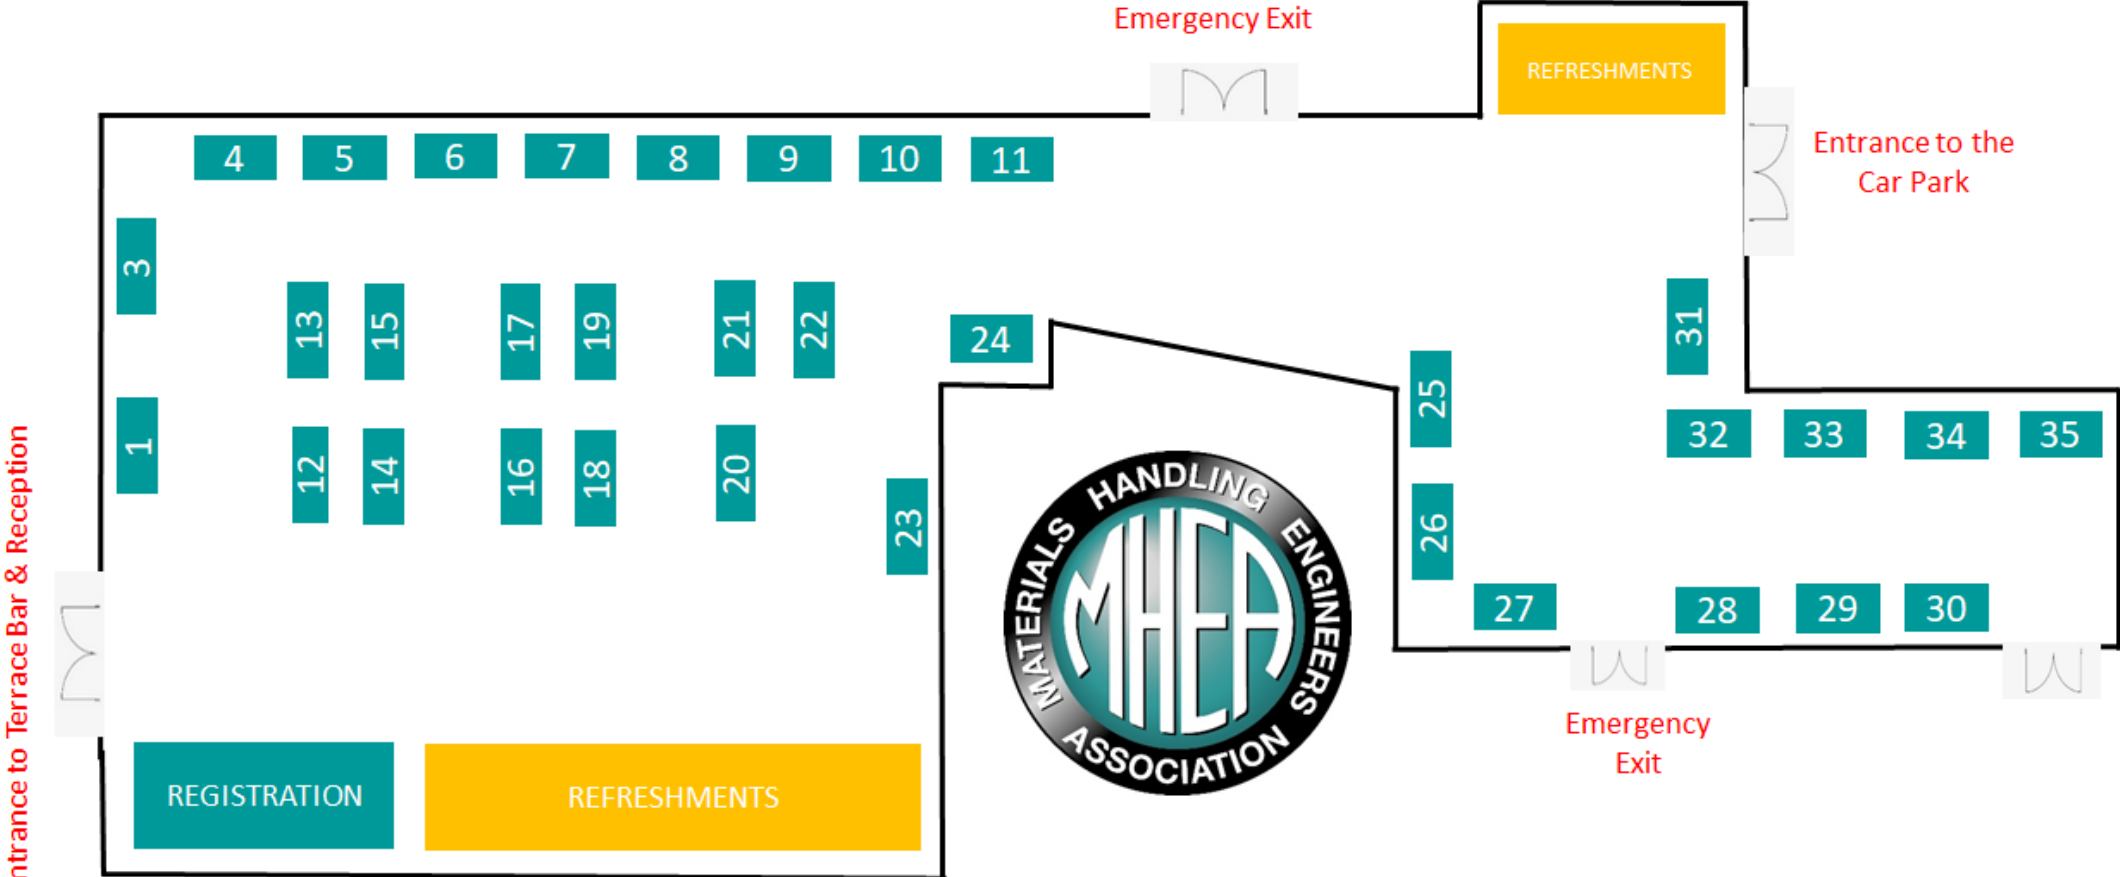 Emergency Exit
REFRESHMENTS
Entrance to the
Car Park
4 5 6 7 8 9 10 11
3
13 15 17 19 21 22
24
31
25
1
12 14 16 18 20
23
26
32 33 34 35
27
28 29 30
MATERIALS HANDLING ENGINEERS
ASSOCIATION
MHEA
Emergency
Exit
ntrance to Terrace Bar & Reception
REGISTRATION
REFRESHMENTS